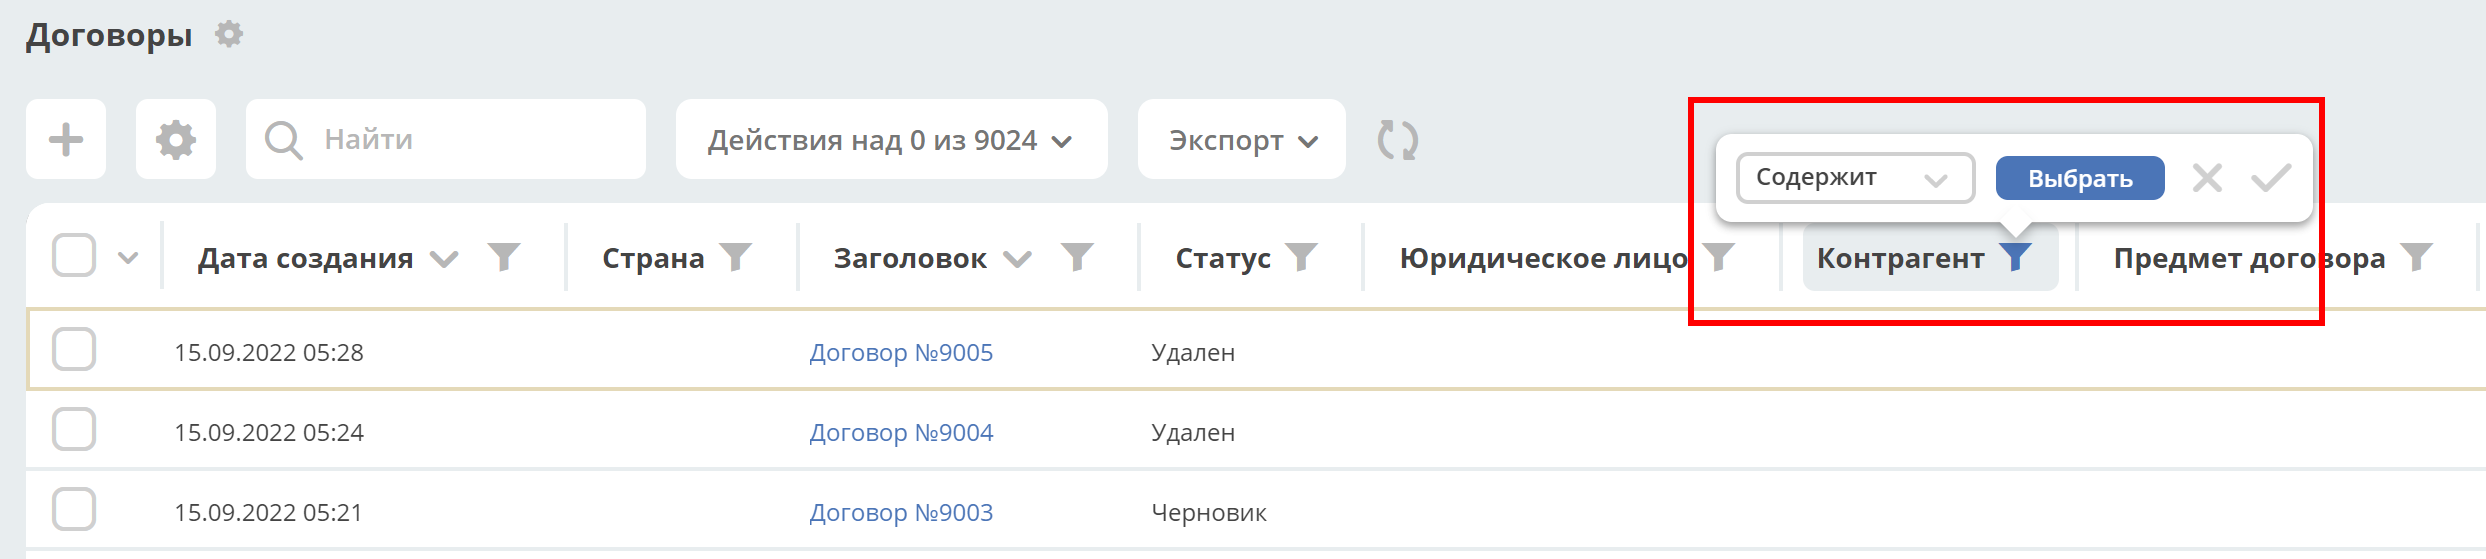 Договоры
Найти
Действия над 0 из 9024
Экспорт
Содержит
Выбрать
Дата создания
Страна
Заголовок
Статус
Юридическое лицо
Контрагент
Предмет договора
15.09.2022 05:28
Договор №9005
Удален
15.09.2022 05:24
Договор №9004
Удален
15.09.2022 05:21
Договор №9003
Черновик